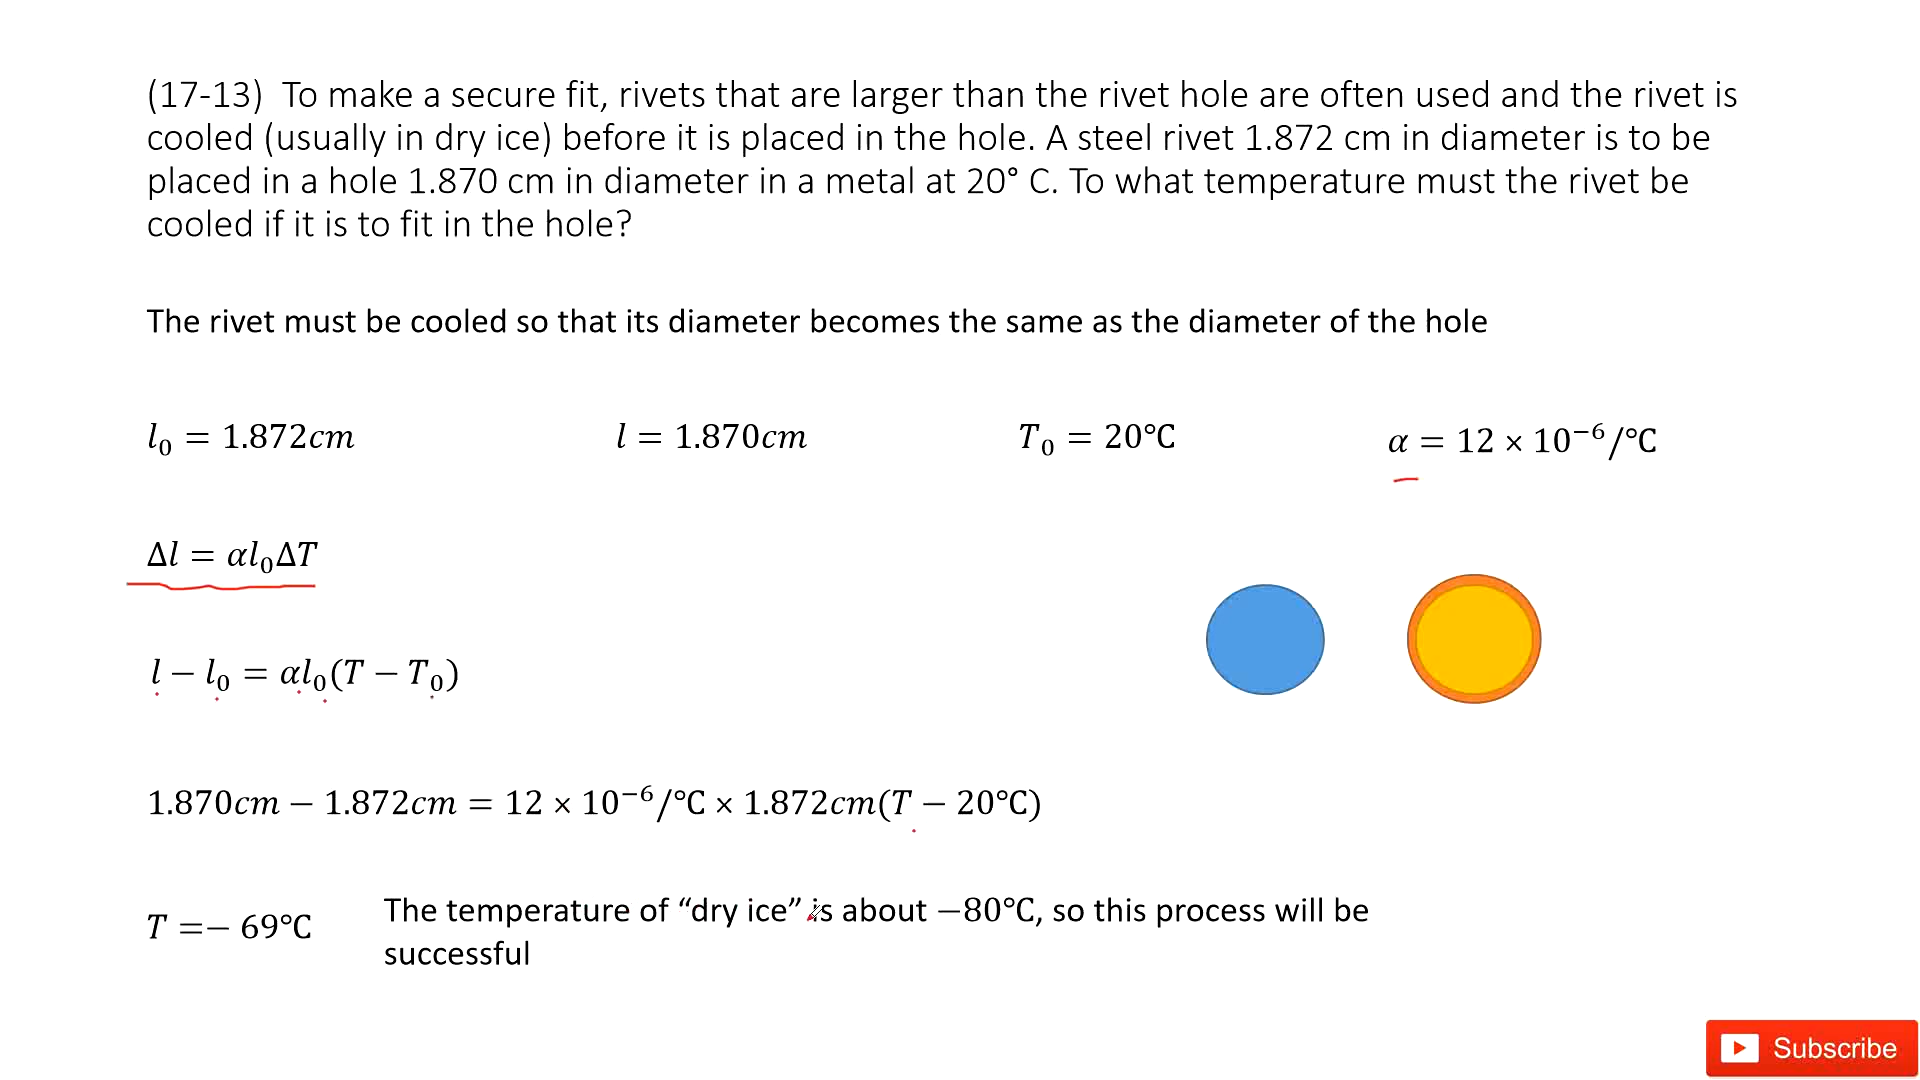 (17-13) To make a secure fit, rivets that are larger than the rivet hole are often used and the rivet is
cooled (usually in dry ice) before it is placed in the hole. A steel rivet 1.872 cm in diameter is to be
placed in a hole 1.870 cm in diameter in a metal at 20° C. To what temperature must the rivet be
cooled if it is to fit in the hole?
The rivet must be cooled so that its diameter becomes the same as the diameter of the hole
l₀ = 1.872cm l = 1.870cm T₀ = 20℃ α = 12 × 10⁻⁶/℃
Δl = αl₀ΔT
l − l₀ = αl₀(T − T₀)
1.870cm − 1.872cm = 12 × 10⁻⁶/℃ × 1.872cm(T − 20℃)
T =− 69℃
The temperature of “dry ice” is about −80℃, so this process will be
successful
Subscribe